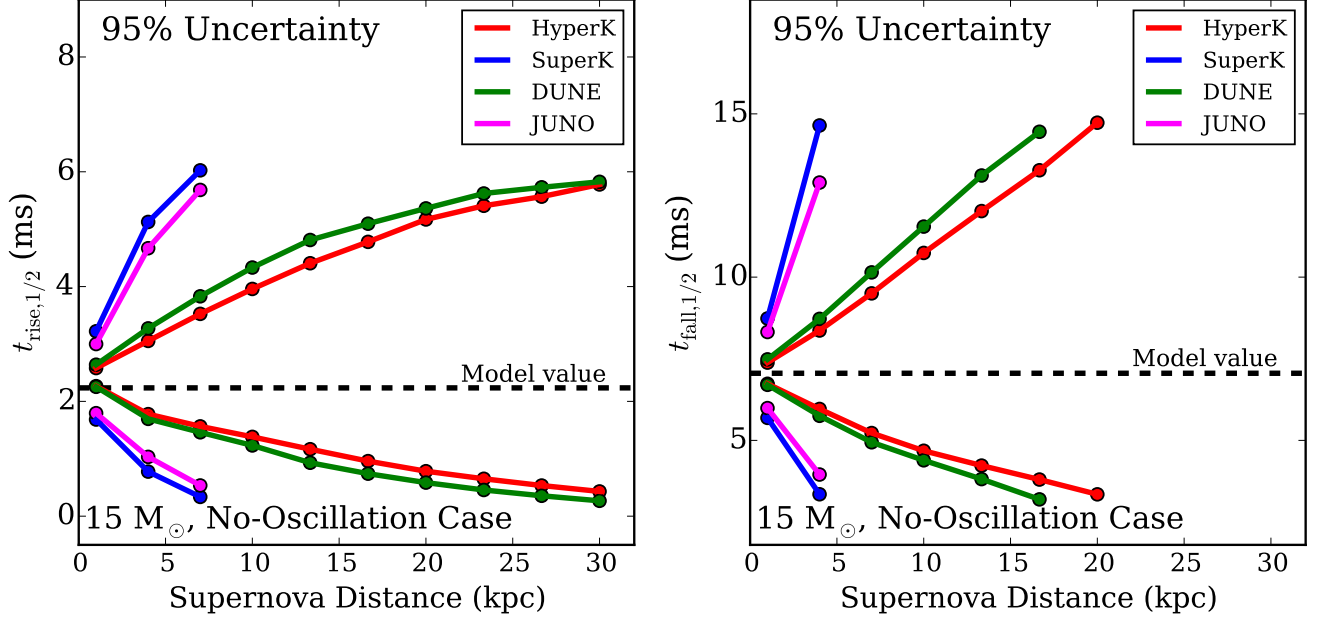 95% Uncertainty
HyperK
SuperK
DUNE
JUNO
8
6
4
2
0
t_rise,1/2 (ms)
Model value
15 M_⊙, No-Oscillation Case
0 5 10 15 20 25 30
Supernova Distance (kpc)
95% Uncertainty
HyperK
SuperK
DUNE
JUNO
15
10
5
t_fall,1/2 (ms)
Model value
15 M_⊙, No-Oscillation Case
0 5 10 15 20 25 30
Supernova Distance (kpc)